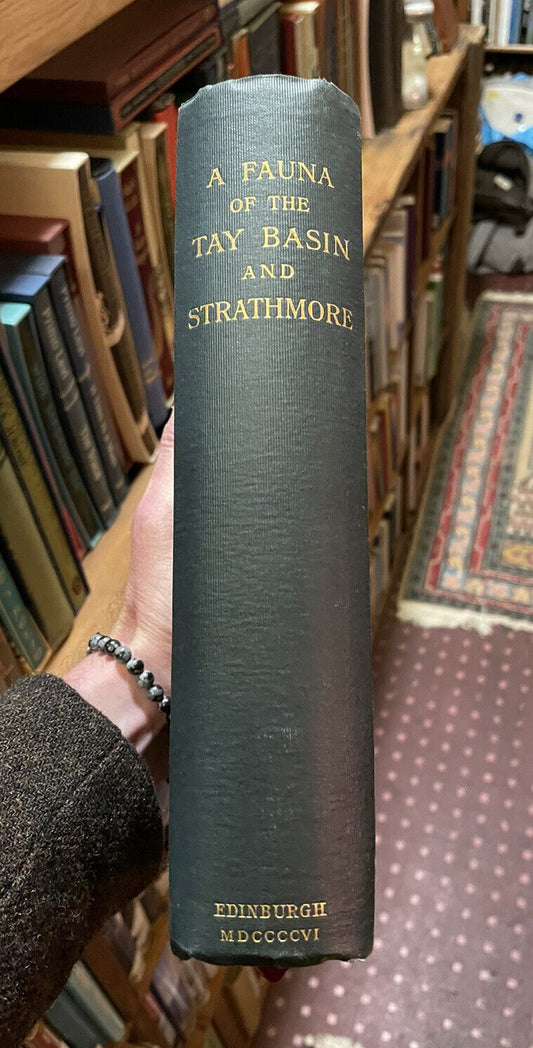 A FAUNA
OF THE
TAY BASIN
AND
STRATHMORE
EDINBURGH
MDCCCCVI